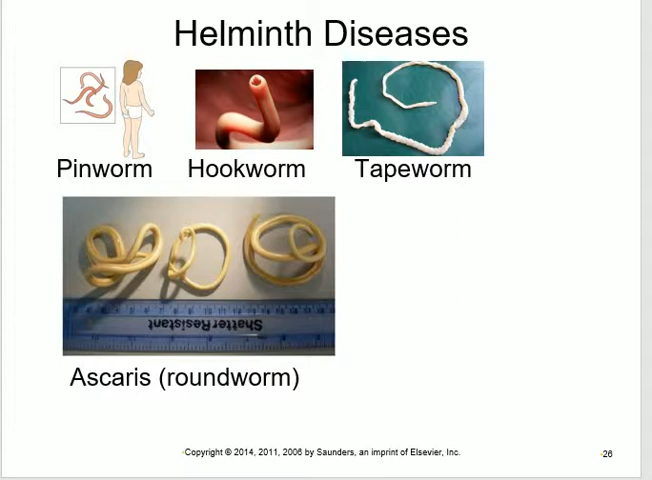 Helminth Diseases
Pinworm
Hookworm
Tapeworm
Shatter Resistant
Ascaris (roundworm)
Copyright © 2014, 2011, 2006 by Saunders, an imprint of Elsevier, Inc.
26